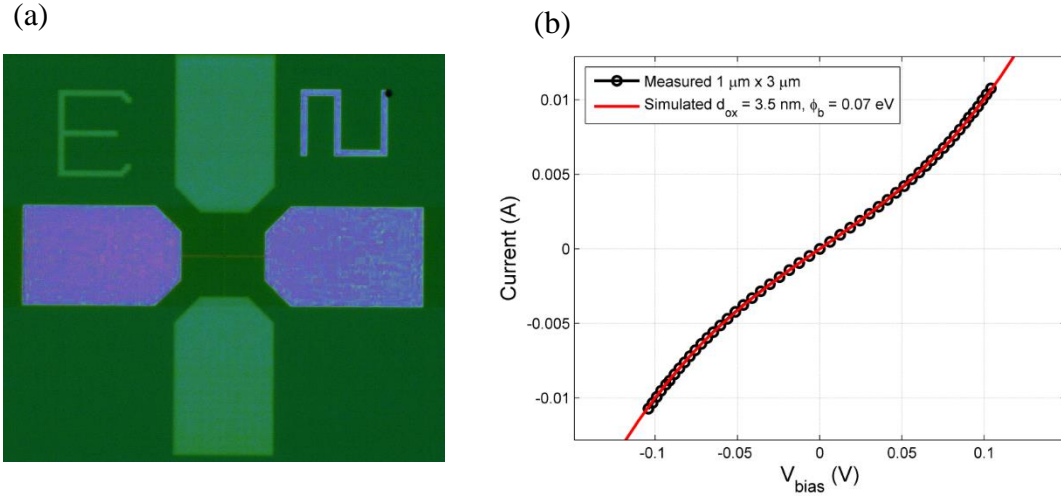 (a)
E
(b)
Measured 1 μm x 3 μm
Simulated d_ox = 3.5 nm, ϕ_b = 0.07 eV
Current (A)
0.01
0.005
0
-0.005
-0.01
-0.1
-0.05
0
0.05
0.1
V_bias (V)